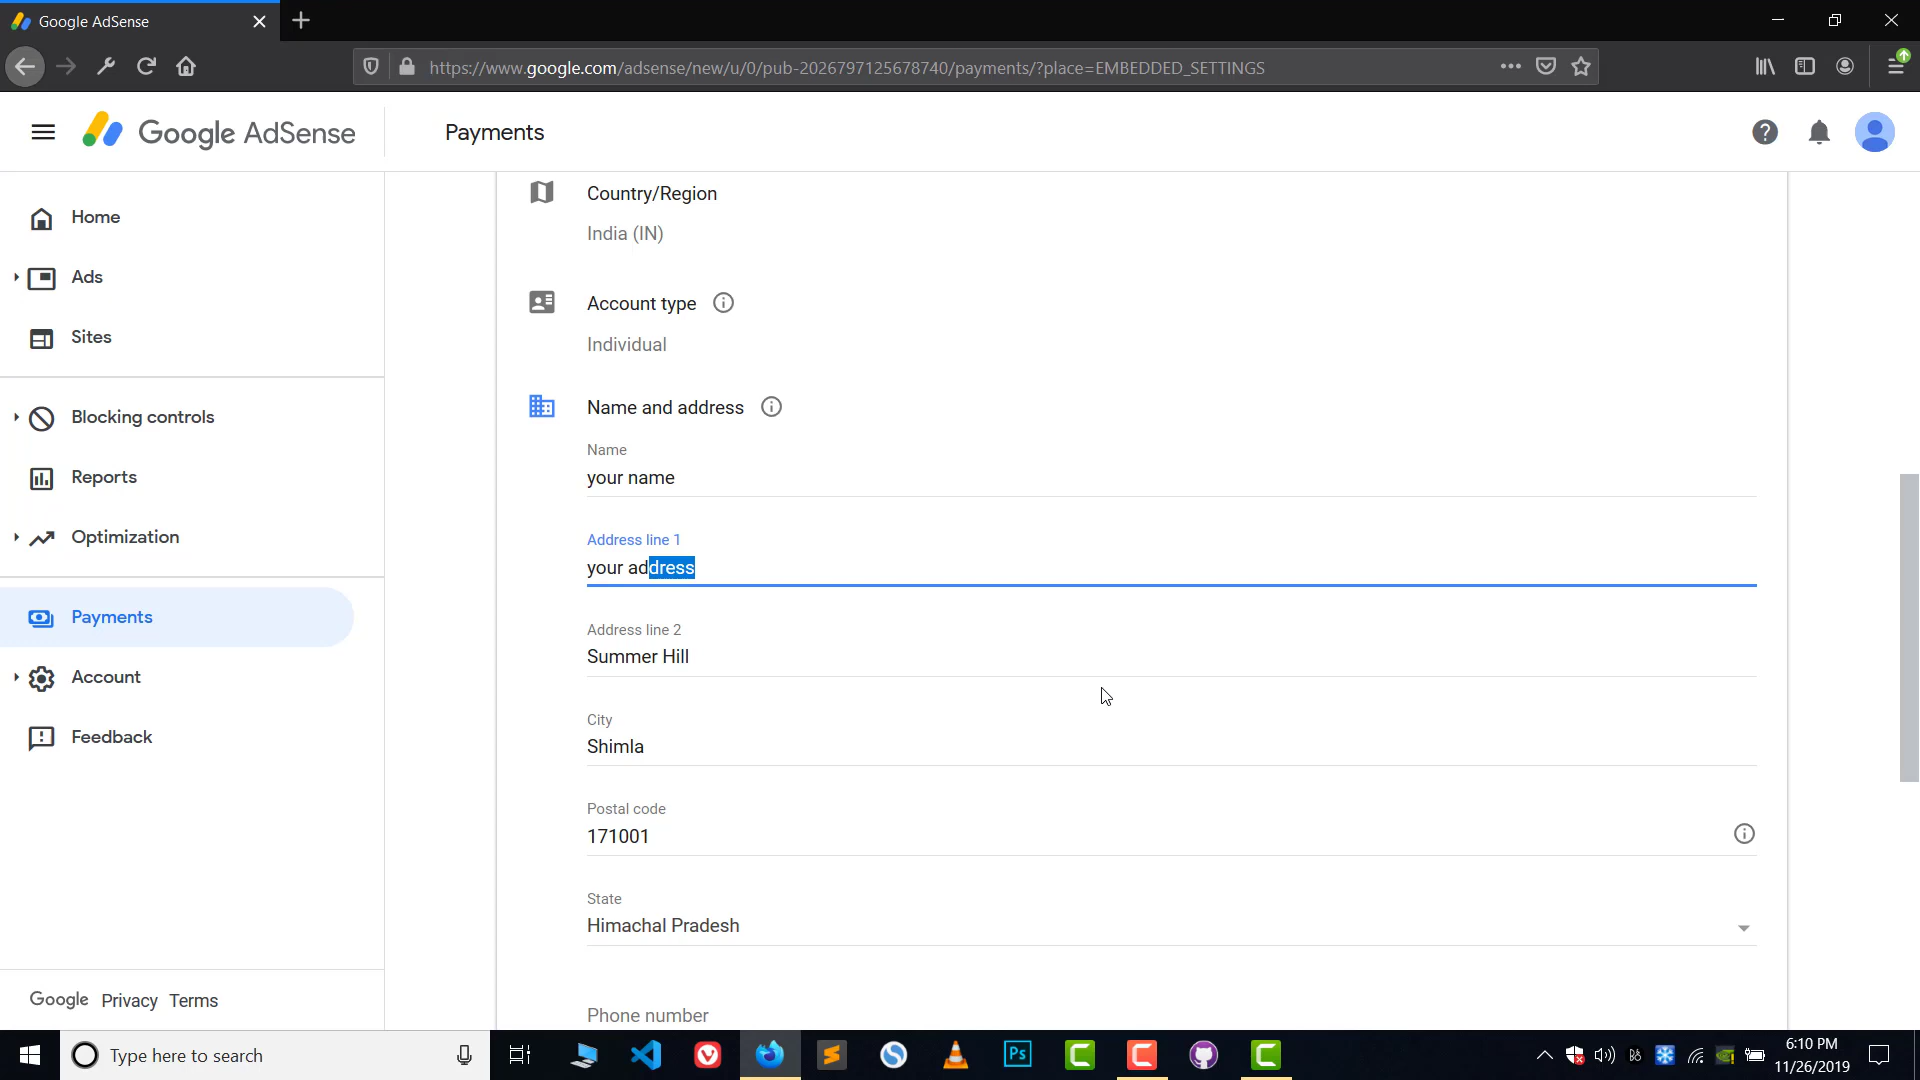 Google AdSense
https://www.google.com/adsense/new/u/0/pub-2026797125678740/payments/?place=EMBEDDED_SETTINGS
Google AdSense
Payments
Home
Ads
Sites
Blocking controls
Reports
Optimization
Payments
Account
Feedback
Google Privacy Terms
Country/Region
India (IN)
Account type
Individual
Name and address
Name
your name
Address line 1
your address
Address line 2
Summer Hill
City
Shimla
Postal code
171001
State
Himachal Pradesh
Phone number
Type here to search
Ps
6:10 PM
11/26/2019